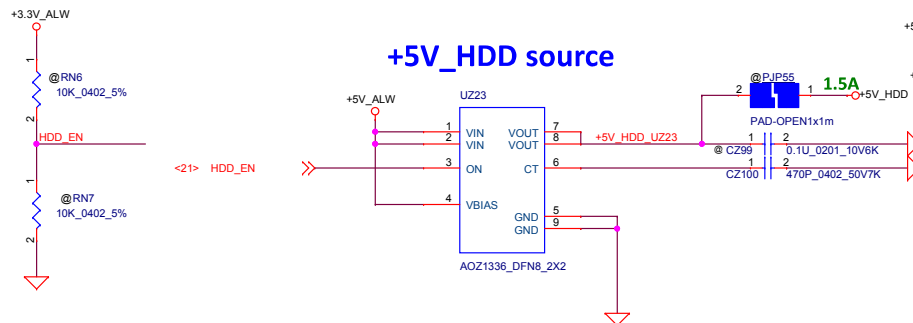 +3.3V_ALW
1
@RN6
10K_0402_5%
2
HDD_EN
1
@RN7
10K_0402_5%
2
<21> HDD_EN
+5V_HDD source
+5V_ALW
UZ23
1 VIN
2 VIN
3 ON
4 VBIAS
VOUT 7
VOUT 8
CT 6
GND 5
GND 9
AOZ1336_DFN8_2X2
+5V_HDD_UZ23
@PJP55
2 1
1.5A
+5V_HDD
PAD-OPEN1x1m
1 2
@ CZ99 0.1U_0201_10V6K
1 2
CZ100 470P_0402_50V7K